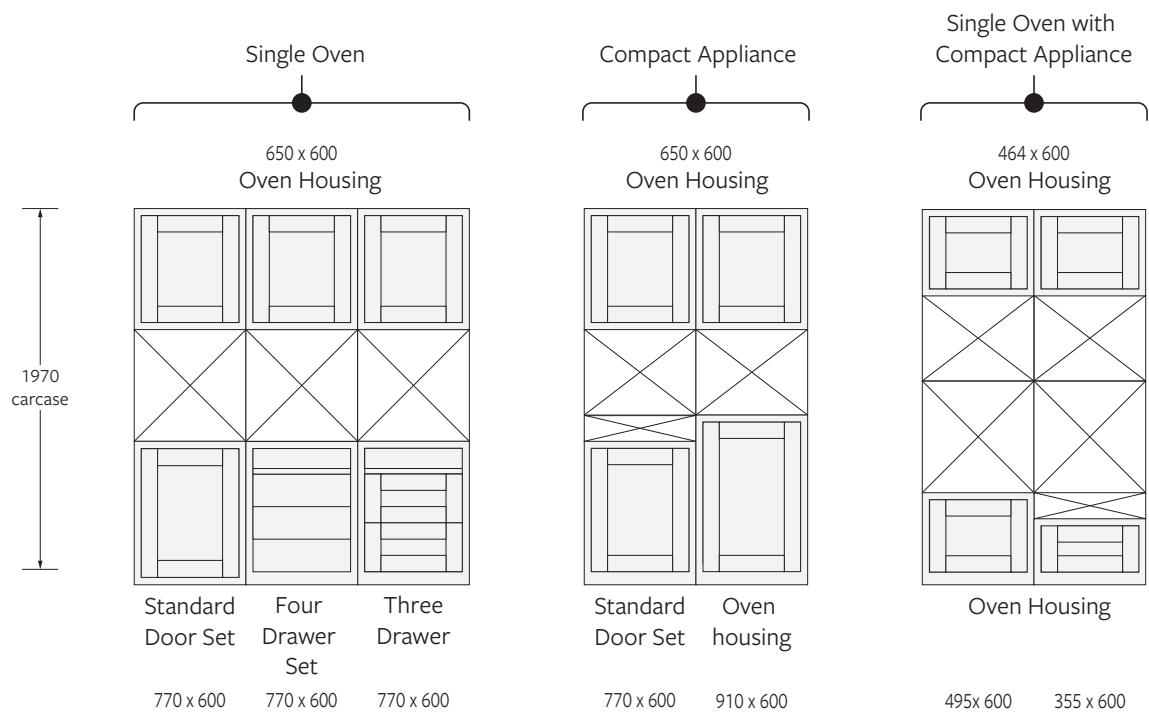 Single Oven
Compact Appliance
Single Oven with
Compact Appliance
650 x 600
Oven Housing
650 x 600
Oven Housing
464 x 600
Oven Housing
1970
carcase
Standard
Door Set
Four
Drawer
Set
Three
Drawer
Standard
Door Set
Oven
housing
Oven Housing
770 x 600
770 x 600
770 x 600
770 x 600
910 x 600
495x 600
355 x 600